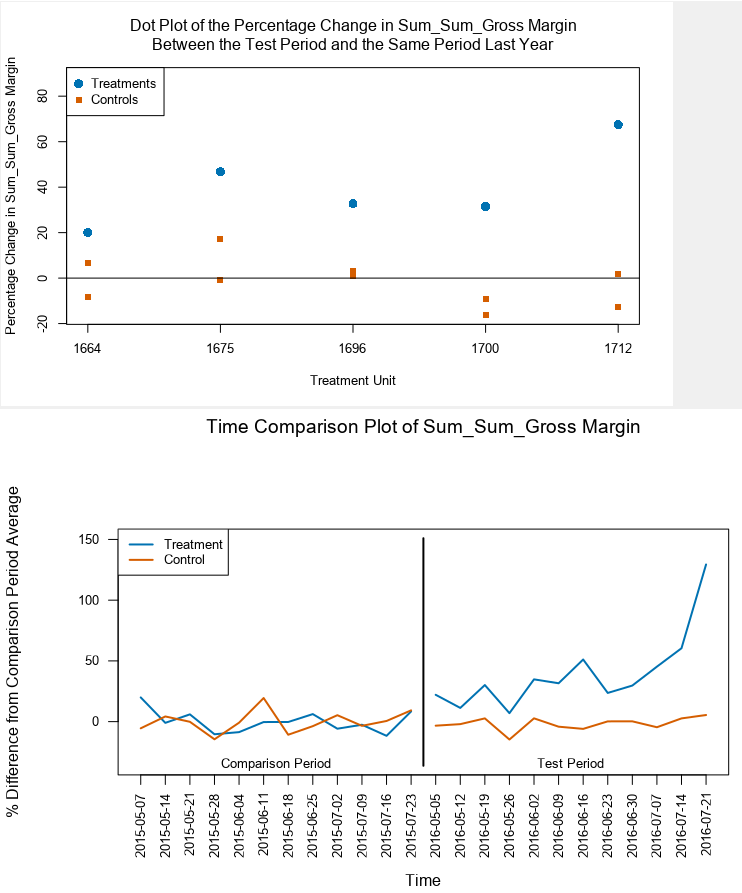 Dot Plot of the Percentage Change in Sum_Sum_Gross Margin
Between the Test Period and the Same Period Last Year
Percentage Change in Sum_Sum_Gross Margin
Treatments
Controls
80
60
40
20
0
-20
1664 1675 1696 1700 1712
Treatment Unit
Time Comparison Plot of Sum_Sum_Gross Margin
% Difference from Comparison Period Average
Treatment
Control
150
100
50
0
Comparison Period Test Period
2015-05-07
2015-05-14
2015-05-21
2015-05-28
2015-06-04
2015-06-11
2015-06-18
2015-06-25
2015-07-02
2015-07-09
2015-07-16
2015-07-23
2016-05-05
2016-05-12
2016-05-19
2016-05-26
2016-06-02
2016-06-09
2016-06-16
2016-06-23
2016-06-30
2016-07-07
2016-07-14
2016-07-21
Time